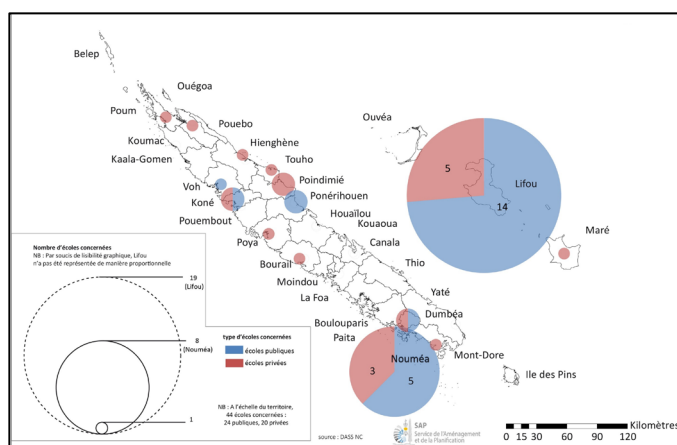 Belep
Ouégoa
Poum
Pouebo
Ouvéa
Koumac
Hienghène
Kaala-Gomen
Touho
5
Poindimié
Lifou
Voh
Ponérihouen
14
Koné
Houaïlou
Pouembout
Kouaoua
Maré
Poya
Canala
Bourail
Thio
Moindou
Yaté
La Foa
Dumbéa
Boulouparis
Paita
Mont-Dore
Nouméa
3
5
Ile des Pins
Nombre d'écoles concernées
NB : Par soucis de lisibilité graphique, Lifou
n'a pas été représentée de manière proportionnelle
19
(Lifou)
8
(Nouméa)
1
type d'écoles concernées
écoles publiques
écoles privées
NB : A l'échelle du territoire,
44 écoles concernées :
24 publiques, 20 privées
source : DASS NC
SAP
Service de l'Aménagement
et de la Planification
Kilomètres
0 15 30 60 90 120